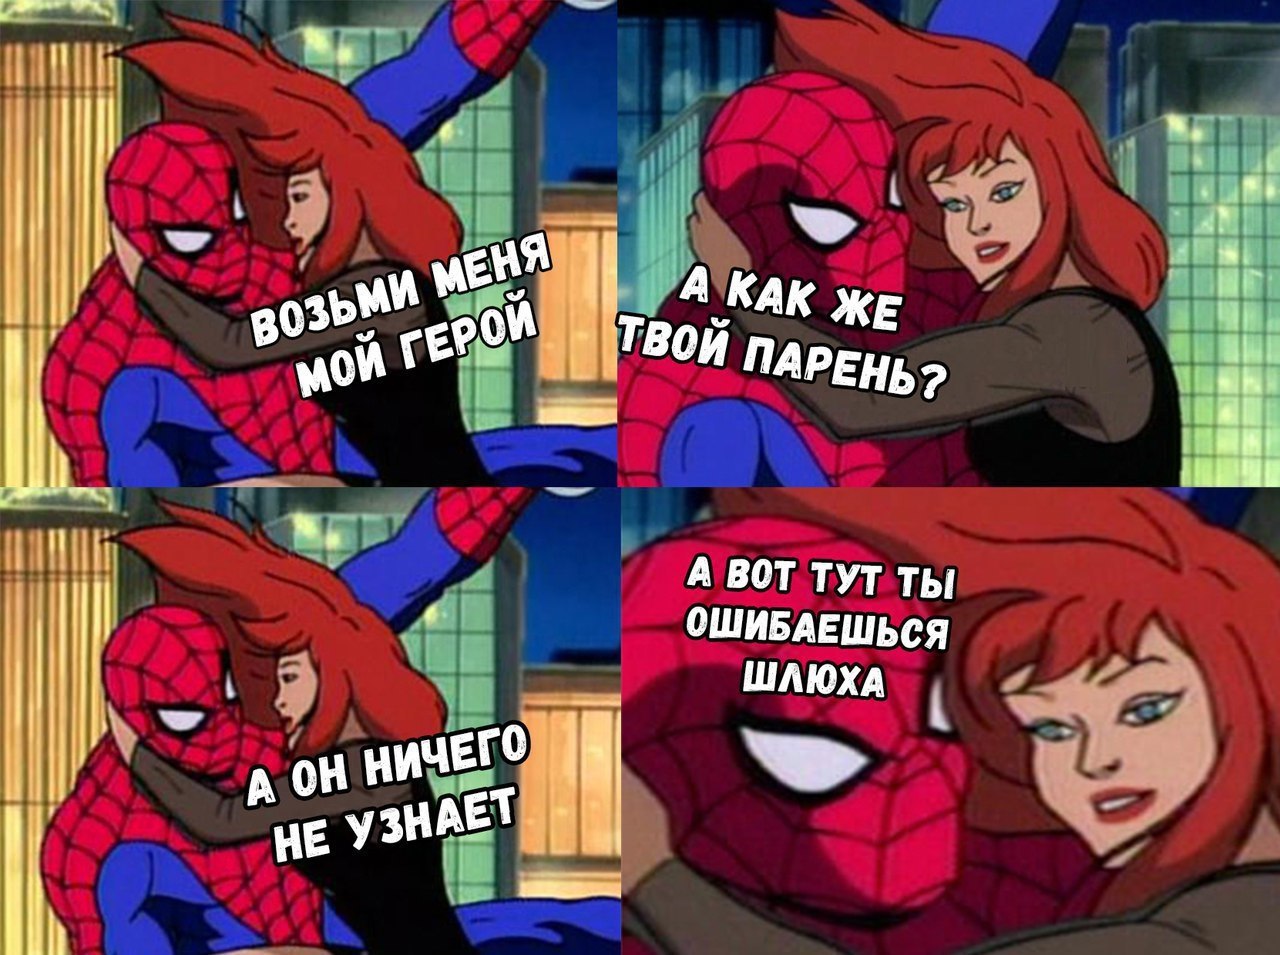 ВОЗЬМИ МЕНЯ
МОЙ ГЕРОЙ
А КАК ЖЕ
ТВОЙ ПАРЕНЬ?
А ОН НИЧЕГО
НЕ УЗНАЕТ
А ВОТ ТУТ ТЫ
ОШИБАЕШЬСЯ
ШЛЮХА